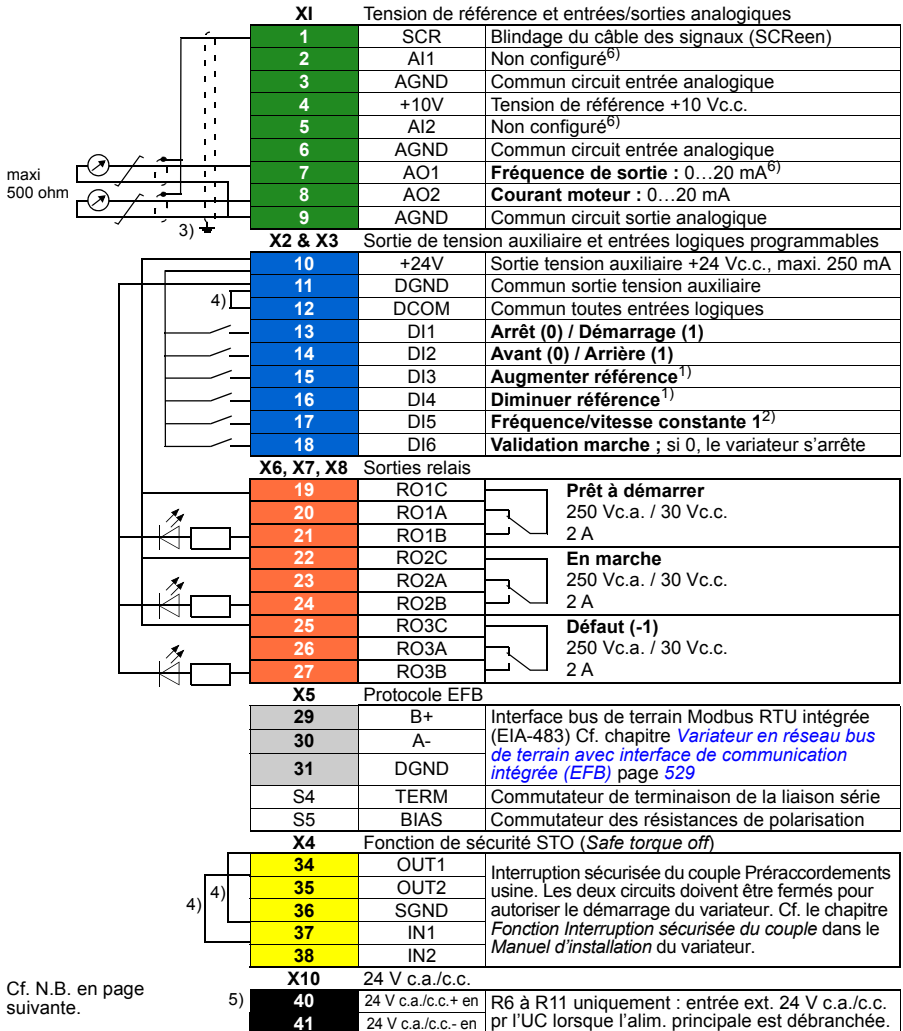 XI Tension de référence et entrées/sorties analogiques
1 SCR Blindage du câble des signaux (SCReen)
2 AI1 Non configuré6)
3 AGND Commun circuit entrée analogique
4 +10V Tension de référence +10 Vc.c.
5 AI2 Non configuré6)
6 AGND Commun circuit entrée analogique
maxi
500 ohm
7 AO1 Fréquence de sortie : 0…20 mA6)
8 AO2 Courant moteur : 0…20 mA
9 AGND Commun circuit sortie analogique
3)
X2 & X3 Sortie de tension auxiliaire et entrées logiques programmables
10 +24V Sortie tension auxiliaire +24 Vc.c., maxi. 250 mA
11 DGND Commun sortie tension auxiliaire
4)
12 DCOM Commun toutes entrées logiques
13 DI1 Arrêt (0) / Démarrage (1)
14 DI2 Avant (0) / Arrière (1)
15 DI3 Augmenter référence1)
16 DI4 Diminuer référence1)
17 DI5 Fréquence/vitesse constante 12)
18 DI6 Validation marche ; si 0, le variateur s’arrête
X6, X7, X8 Sorties relais
19 RO1C Prêt à démarrer
20 RO1A 250 Vc.a. / 30 Vc.c.
21 RO1B 2 A
22 RO2C En marche
23 RO2A 250 Vc.a. / 30 Vc.c.
24 RO2B 2 A
25 RO3C Défaut (-1)
26 RO3A 250 Vc.a. / 30 Vc.c.
27 RO3B 2 A
X5 Protocole EFB
29 B+ Interface bus de terrain Modbus RTU intégrée
30 A- (EIA-483) Cf. chapitre Variateur en réseau bus
de terrain avec interface de communication
31 DGND intégrée (EFB) page 529
S4 TERM Commutateur de terminaison de la liaison série
S5 BIAS Commutateur des résistances de polarisation
X4 Fonction de sécurité STO (Safe torque off)
34 OUT1 Interruption sécurisée du couple Préraccordements
35 OUT2 usine. Les deux circuits doivent être fermés pour
4) 4)
36 SGND autoriser le démarrage du variateur. Cf. le chapitre
37 IN1 Fonction Interruption sécurisée du couple dans le
38 IN2 Manuel d’installation du variateur.
X10 24 V c.a./c.c.
Cf. N.B. en page
suivante.
5)
40 24 V c.a./c.c.+ en R6 à R11 uniquement : entrée ext. 24 V c.a./c.c.
41 24 V c.a./c.c.- en pr l’UC lorsque l’alim. principale est débranchée.